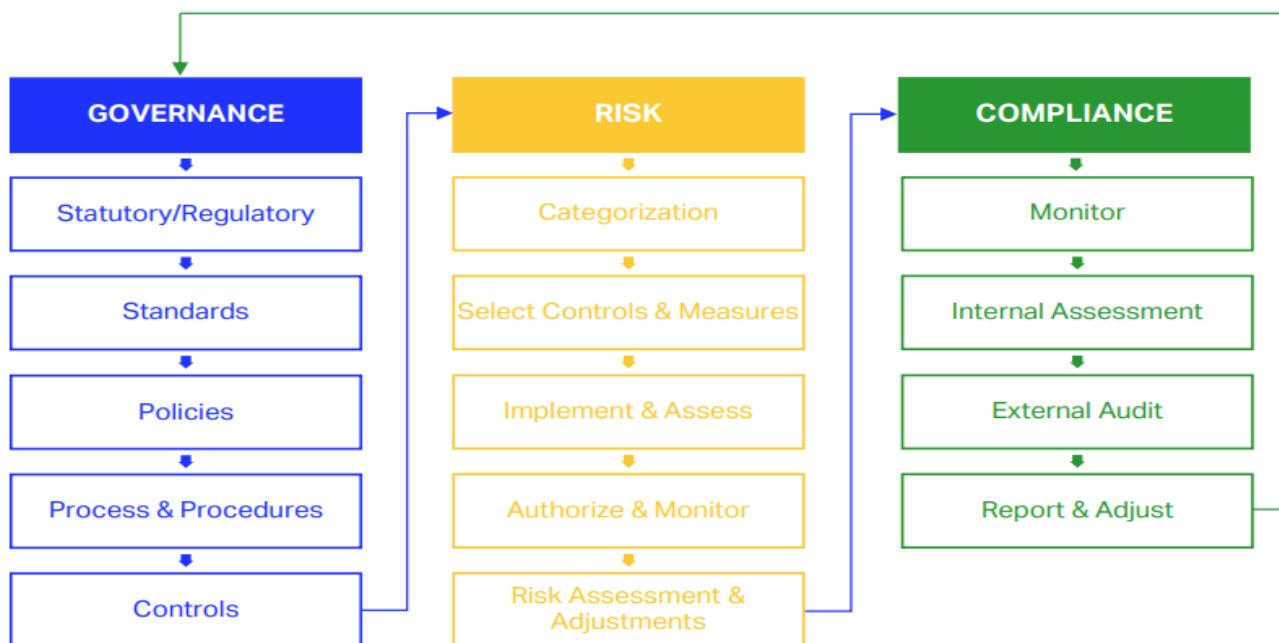 GOVERNANCE
Statutory/Regulatory
Standards
Policies
Process & Procedures
Controls
RISK
Categorization
Select Controls & Measures
Implement & Assess
Authorize & Monitor
Risk Assessment &
Adjustments
COMPLIANCE
Monitor
Internal Assessment
External Audit
Report & Adjust